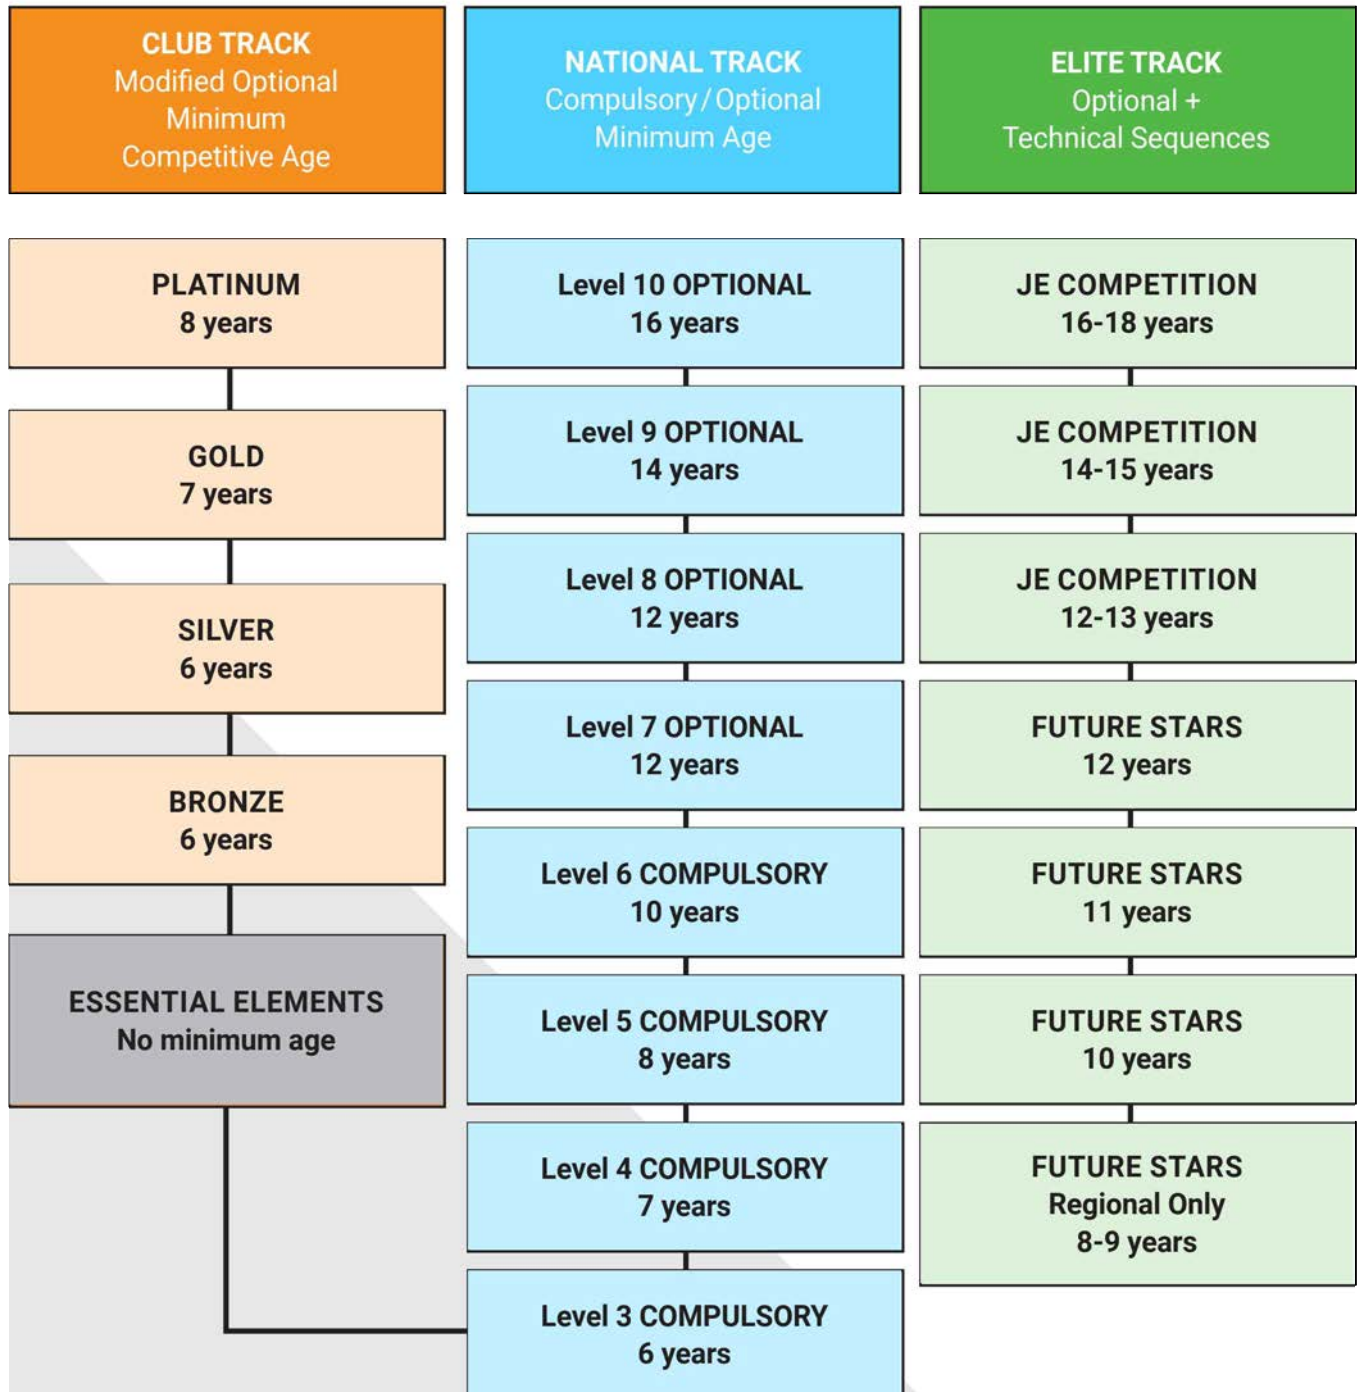 CLUB TRACK
Modified Optional
Minimum
Competitive Age
NATIONAL TRACK
Compulsory/Optional
Minimum Age
ELITE TRACK
Optional +
Technical Sequences
PLATINUM
8 years
GOLD
7 years
SILVER
6 years
BRONZE
6 years
ESSENTIAL ELEMENTS
No minimum age
Level 10 OPTIONAL
16 years
Level 9 OPTIONAL
14 years
Level 8 OPTIONAL
12 years
Level 7 OPTIONAL
12 years
Level 6 COMPULSORY
10 years
Level 5 COMPULSORY
8 years
Level 4 COMPULSORY
7 years
Level 3 COMPULSORY
6 years
JE COMPETITION
16-18 years
JE COMPETITION
14-15 years
JE COMPETITION
12-13 years
FUTURE STARS
12 years
FUTURE STARS
11 years
FUTURE STARS
10 years
FUTURE STARS
Regional Only
8-9 years